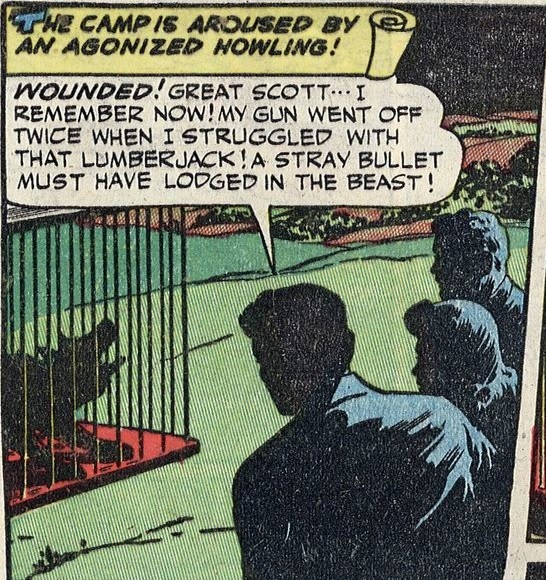 THE CAMP IS AROUSED BY
AN AGONIZED HOWLING!
WOUNDED! GREAT SCOTT... I
REMEMBER NOW! MY GUN WENT OFF
TWICE WHEN I STRUGGLED WITH
THAT LUMBERJACK! A STRAY BULLET
MUST HAVE LODGED IN THE BEAST!